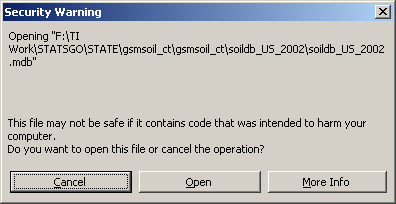 Security Warning
Opening "F:\TI
Work\STATSGO\STATE\gsmsoil_ct\gsmsoil_ct\soildb_US_2002\soildb_US_2002
.mdb"
This file may not be safe if it contains code that was intended to harm your
computer.
Do you want to open this file or cancel the operation?
Cancel Open More Info